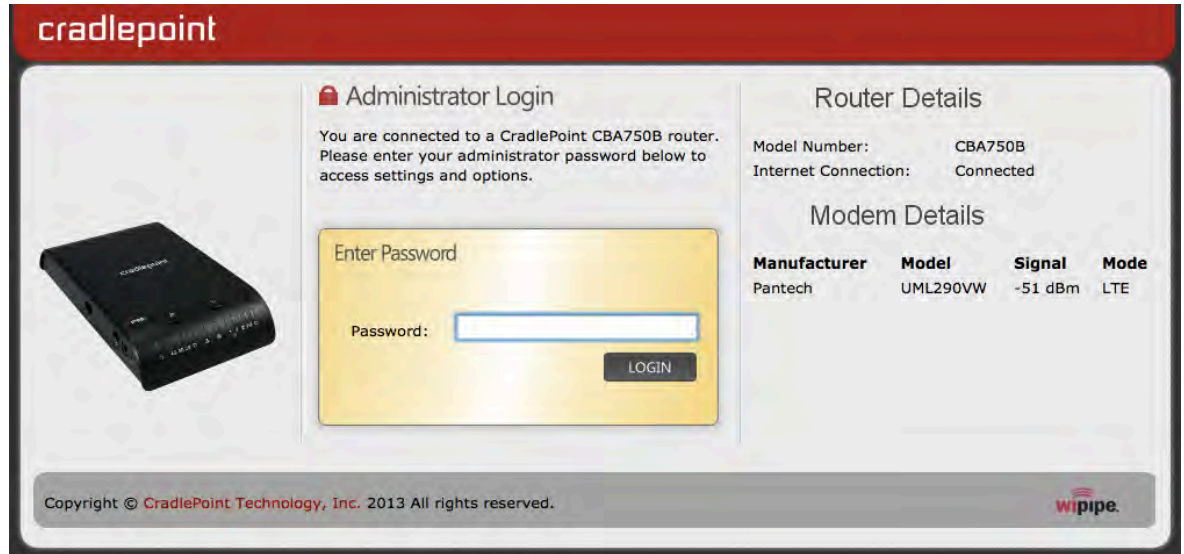 cradlepoint
Administrator Login
You are connected to a CradlePoint CBA750B router.
Please enter your administrator password below to
access settings and options.
Enter Password
Password:
LOGIN
Router Details
Model Number: CBA750B
Internet Connection: Connected
Modem Details
Manufacturer Model Signal Mode
Pantech UML290VW -51 dBm LTE
cradlepoint
Copyright © CradlePoint Technology, Inc. 2013 All rights reserved.
wipipe.